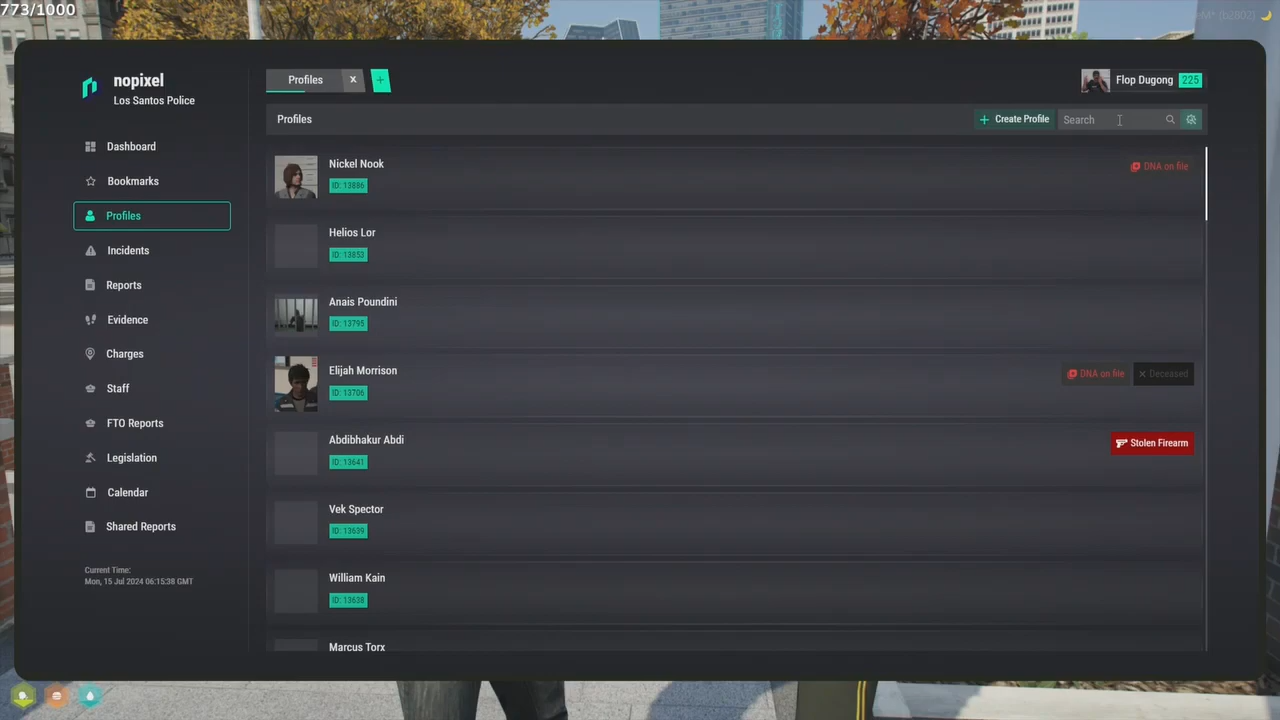 773/1000
(b2802)
nopixel
Los Santos Police
Dashboard
Bookmarks
Profiles
Incidents
Reports
Evidence
Charges
Staff
FTO Reports
Legislation
Calendar
Shared Reports
Current Time:
Mon, 15 Jul 2024 06:15:38 GMT
Profiles x +
Flop Dugong 225
Profiles
+ Create Profile
Search
Nickel Nook
ID: 13886
DNA on file
Helios Lor
ID: 13853
Anais Poundini
ID: 13795
Elijah Morrison
ID: 13706
DNA on file
× Deceased
Abdibhakur Abdi
ID: 13641
Stolen Firearm
Vek Spector
ID: 13639
William Kain
ID: 13638
Marcus Torx